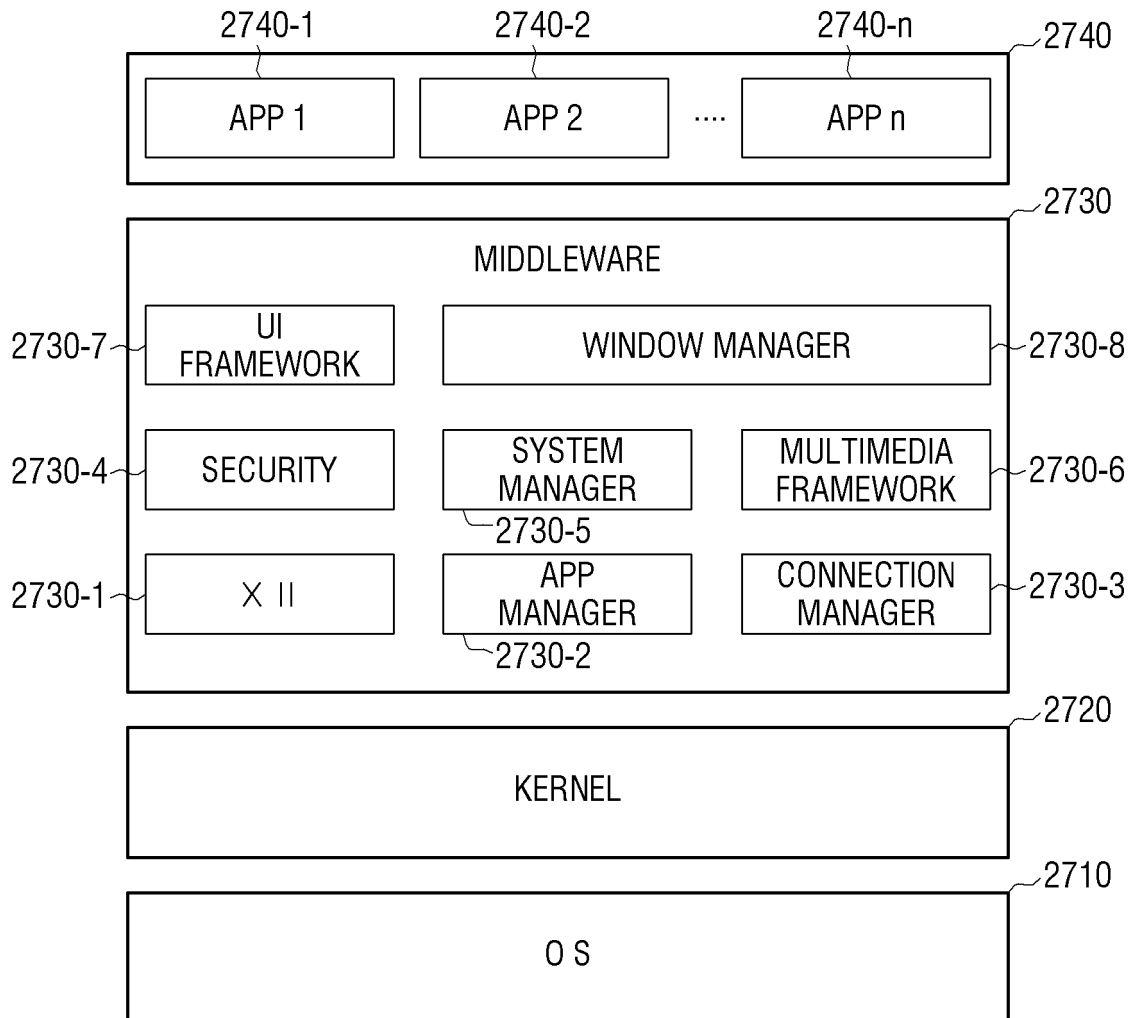 2740-1 2740-2 2740-n 2740
APP 1 APP 2 .... APP n
2730
MIDDLEWARE
2730-7 UI FRAMEWORK WINDOW MANAGER 2730-8
2730-4 SECURITY SYSTEM MANAGER MULTIMEDIA FRAMEWORK 2730-6
2730-5
2730-1 X II APP MANAGER CONNECTION MANAGER 2730-3
2730-2
2720
KERNEL
2710
O S